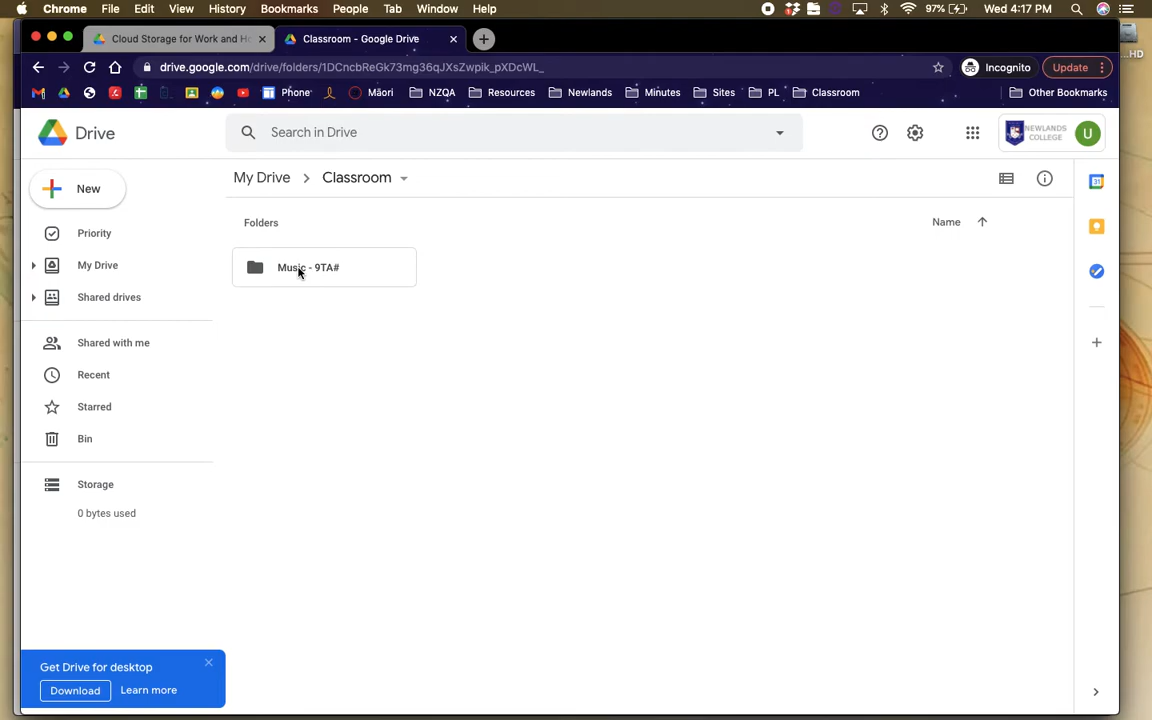 Chrome File Edit View History Bookmarks People Tab Window Help 97% Wed 4:17 PM
Cloud Storage for Work and Ho Classroom - Google Drive
drive.google.com/drive/folders/1DCncbReGk73mg36qJXsZwpik_pXDcWL_ Incognito Update
Phone Māori NZQA Resources Newlands Minutes Sites PL Classroom Other Bookmarks
...HD
Drive Search in Drive NEWLANDS COLLEGE U
New
My Drive Classroom
Folders Name
Music - 9TA#
Priority
My Drive
Shared drives
Shared with me
Recent
Starred
Bin
Storage
0 bytes used
Get Drive for desktop
Download Learn more
31